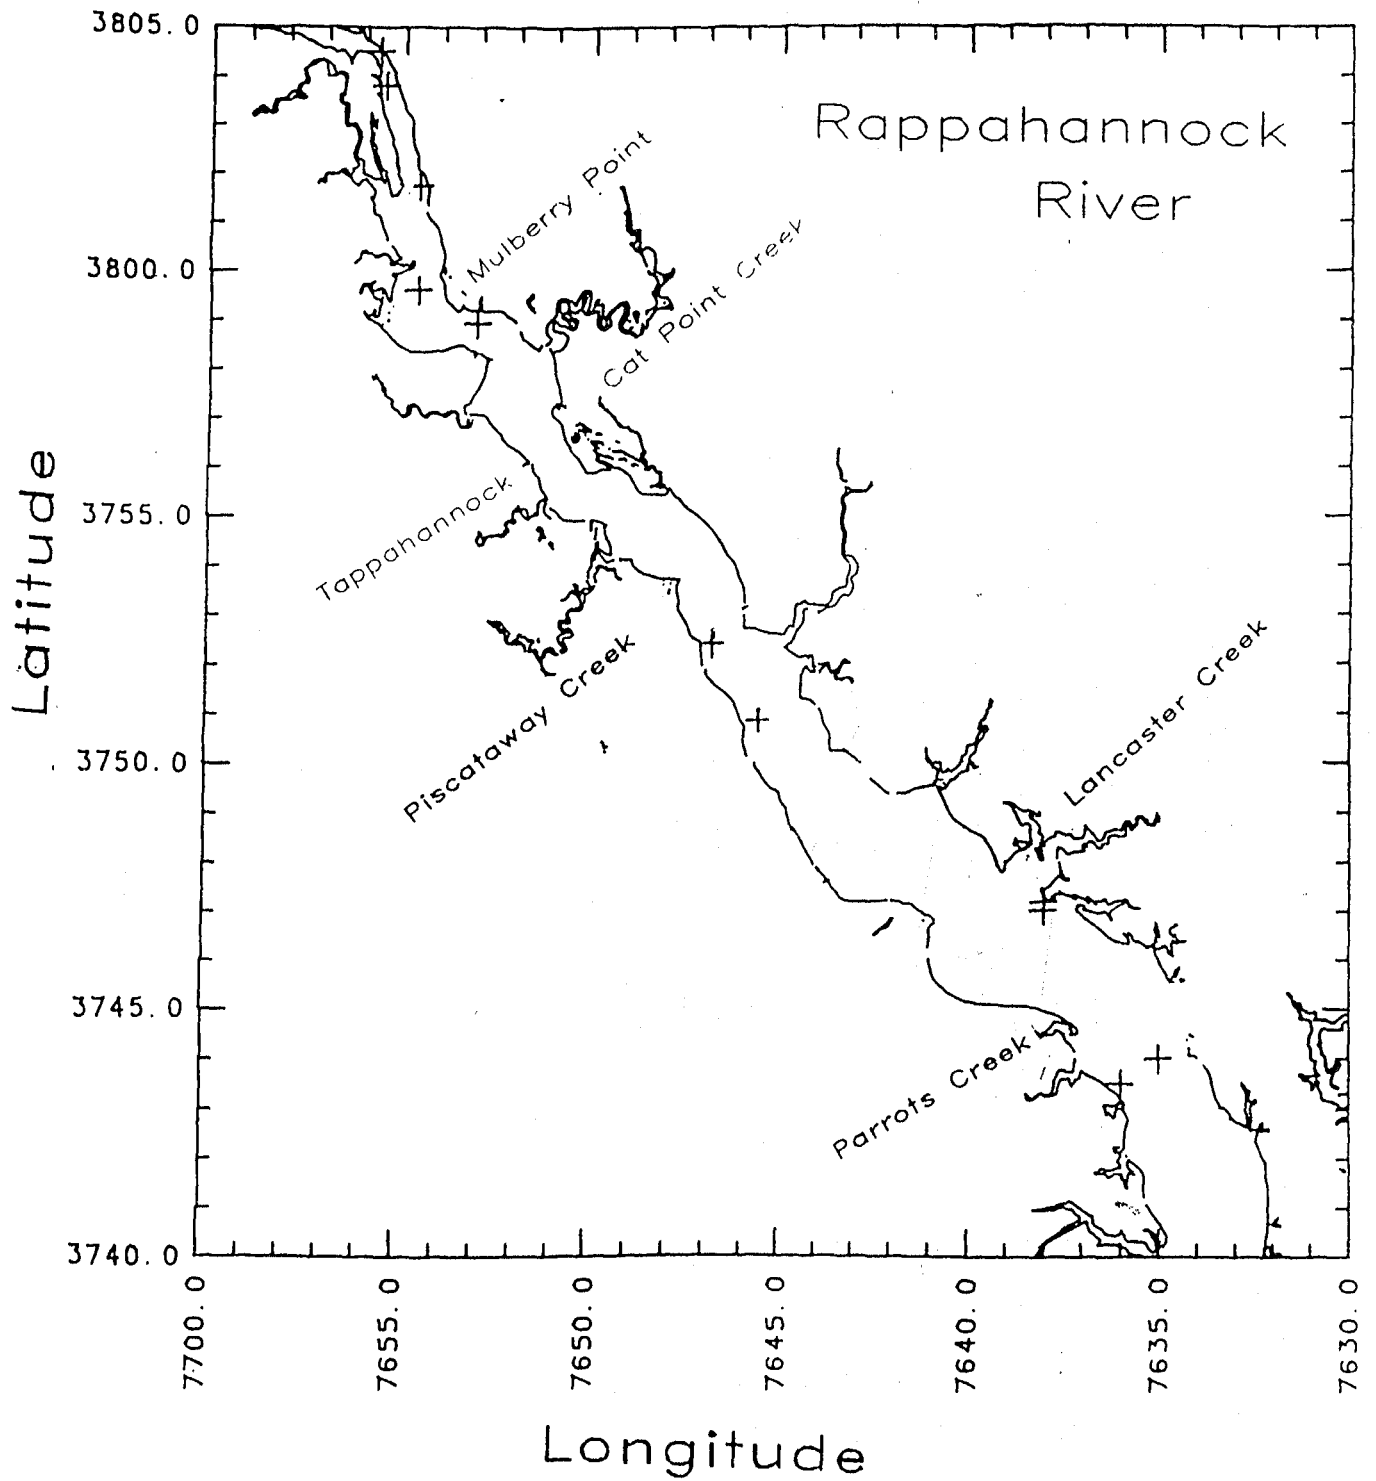 3805.0
Rappahannock
River
Mulberry Point
Cat Point Creek
3800.0
Latitude
3755.0
Tappahannock
Piscataway Creek
Lancaster Creek
3750.0
3745.0
Parrots Creek
3740.0
7700.0
7655.0
7650.0
7645.0
7640.0
7635.0
7630.0
Longitude